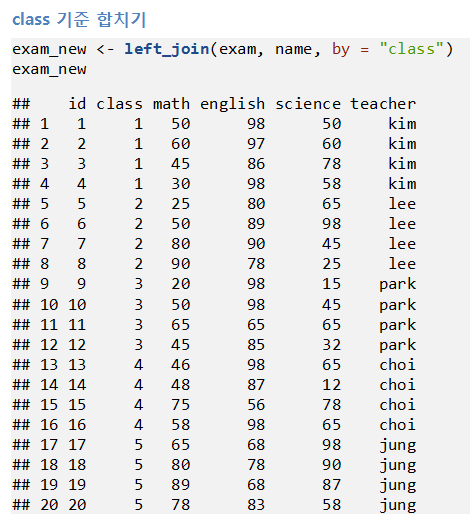 class 기준 합치기
exam_new <- left_join(exam, name, by = "class")
exam_new
##    id class math english science teacher
## 1   1     1   50      98      50     kim
## 2   2     1   60      97      60     kim
## 3   3     1   45      86      78     kim
## 4   4     1   30      98      58     kim
## 5   5     2   25      80      65     lee
## 6   6     2   50      89      98     lee
## 7   7     2   80      90      45     lee
## 8   8     2   90      78      25     lee
## 9   9     3   20      98      15    park
## 10 10     3   50      98      45    park
## 11 11     3   65      65      65    park
## 12 12     3   45      85      32    park
## 13 13     4   46      98      65    choi
## 14 14     4   48      87      12    choi
## 15 15     4   75      56      78    choi
## 16 16     4   58      98      65    choi
## 17 17     5   65      68      98    jung
## 18 18     5   80      78      90    jung
## 19 19     5   89      68      87    jung
## 20 20     5   78      83      58    jung